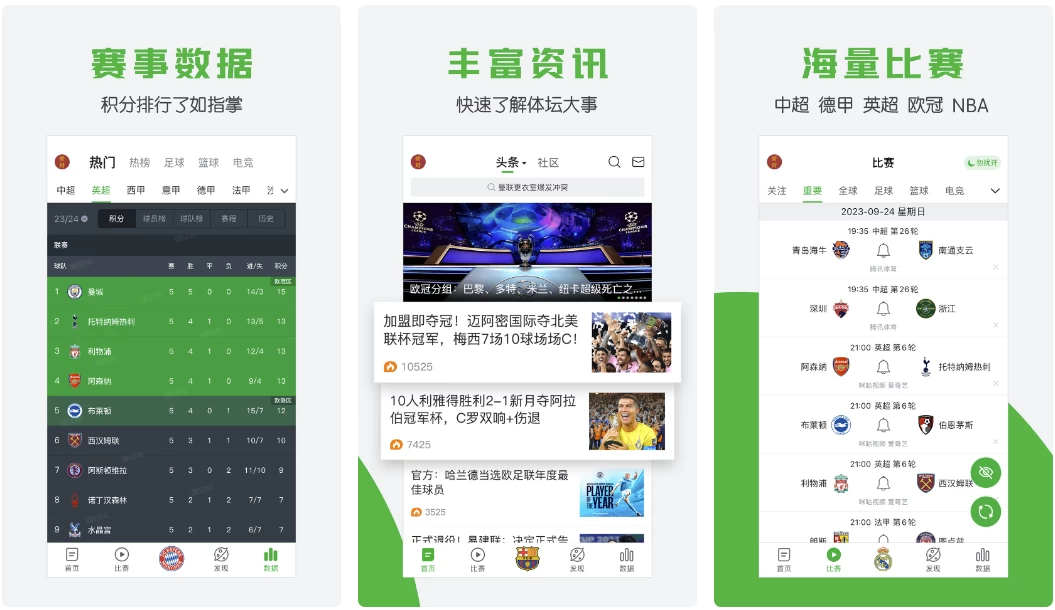 赛事数据
积分排行了如指掌
热门 热榜 足球 篮球 电竞
中超 英超 西甲 意甲 德甲 法甲
23/24 积分 球员榜 球队榜 赛程 历史
联赛
球队 赛 胜 平 负 进/失 积分
1 曼城 5 5 0 0 14/3 15
2 托特纳姆热刺 5 4 1 0 13/5 13
3 利物浦 5 4 1 0 12/4 13
4 阿森纳 5 4 1 0 9/4 13
5 布莱顿 5 4 0 1 15/7 12
6 西汉姆联 5 3 1 1 10/7 10
7 阿斯顿维拉 5 3 0 2 11/10 9
8 诺丁汉森林 5 2 1 2 7/7 7
9 水晶宫 5 2 1 2 6/7 7
首页 比赛 发现 数据
丰富资讯
快速了解体坛大事
头条 社区
曼联更衣室爆发冲突
欧冠分组：巴黎、多特、米兰、纽卡超级死亡之...
加盟即夺冠！迈阿密国际夺北美
联杯冠军，梅西7场10球场场C！
10525
10人利雅得胜利2-1新月夺阿拉
伯冠军杯，C罗双响+伤退
7425
官方：哈兰德当选欧足联年度最
佳球员
3525
PLAYER
OF THE
YEAR
正式退役！易建联：决定正式告
首页 比赛 发现 数据
海量比赛
中超 德甲 英超 欧冠 NBA
比赛
勿扰开
关注 重要 全球 足球 篮球 电竞
2023-09-24 星期日
19:35 中超 第26轮
青岛海牛 南通支云
腾讯体育
19:35 中超 第26轮
深圳 浙江
腾讯体育
21:00 英超 第6轮
阿森纳 托特纳姆热刺
咪咕视频 爱奇艺
21:00 英超 第6轮
布莱顿 伯恩茅斯
咪咕视频 爱奇艺
21:00 英超 第6轮
利物浦 西汉姆联
咪咕视频 爱奇艺
21:00 法甲 第6轮
首页 比赛 发现 数据